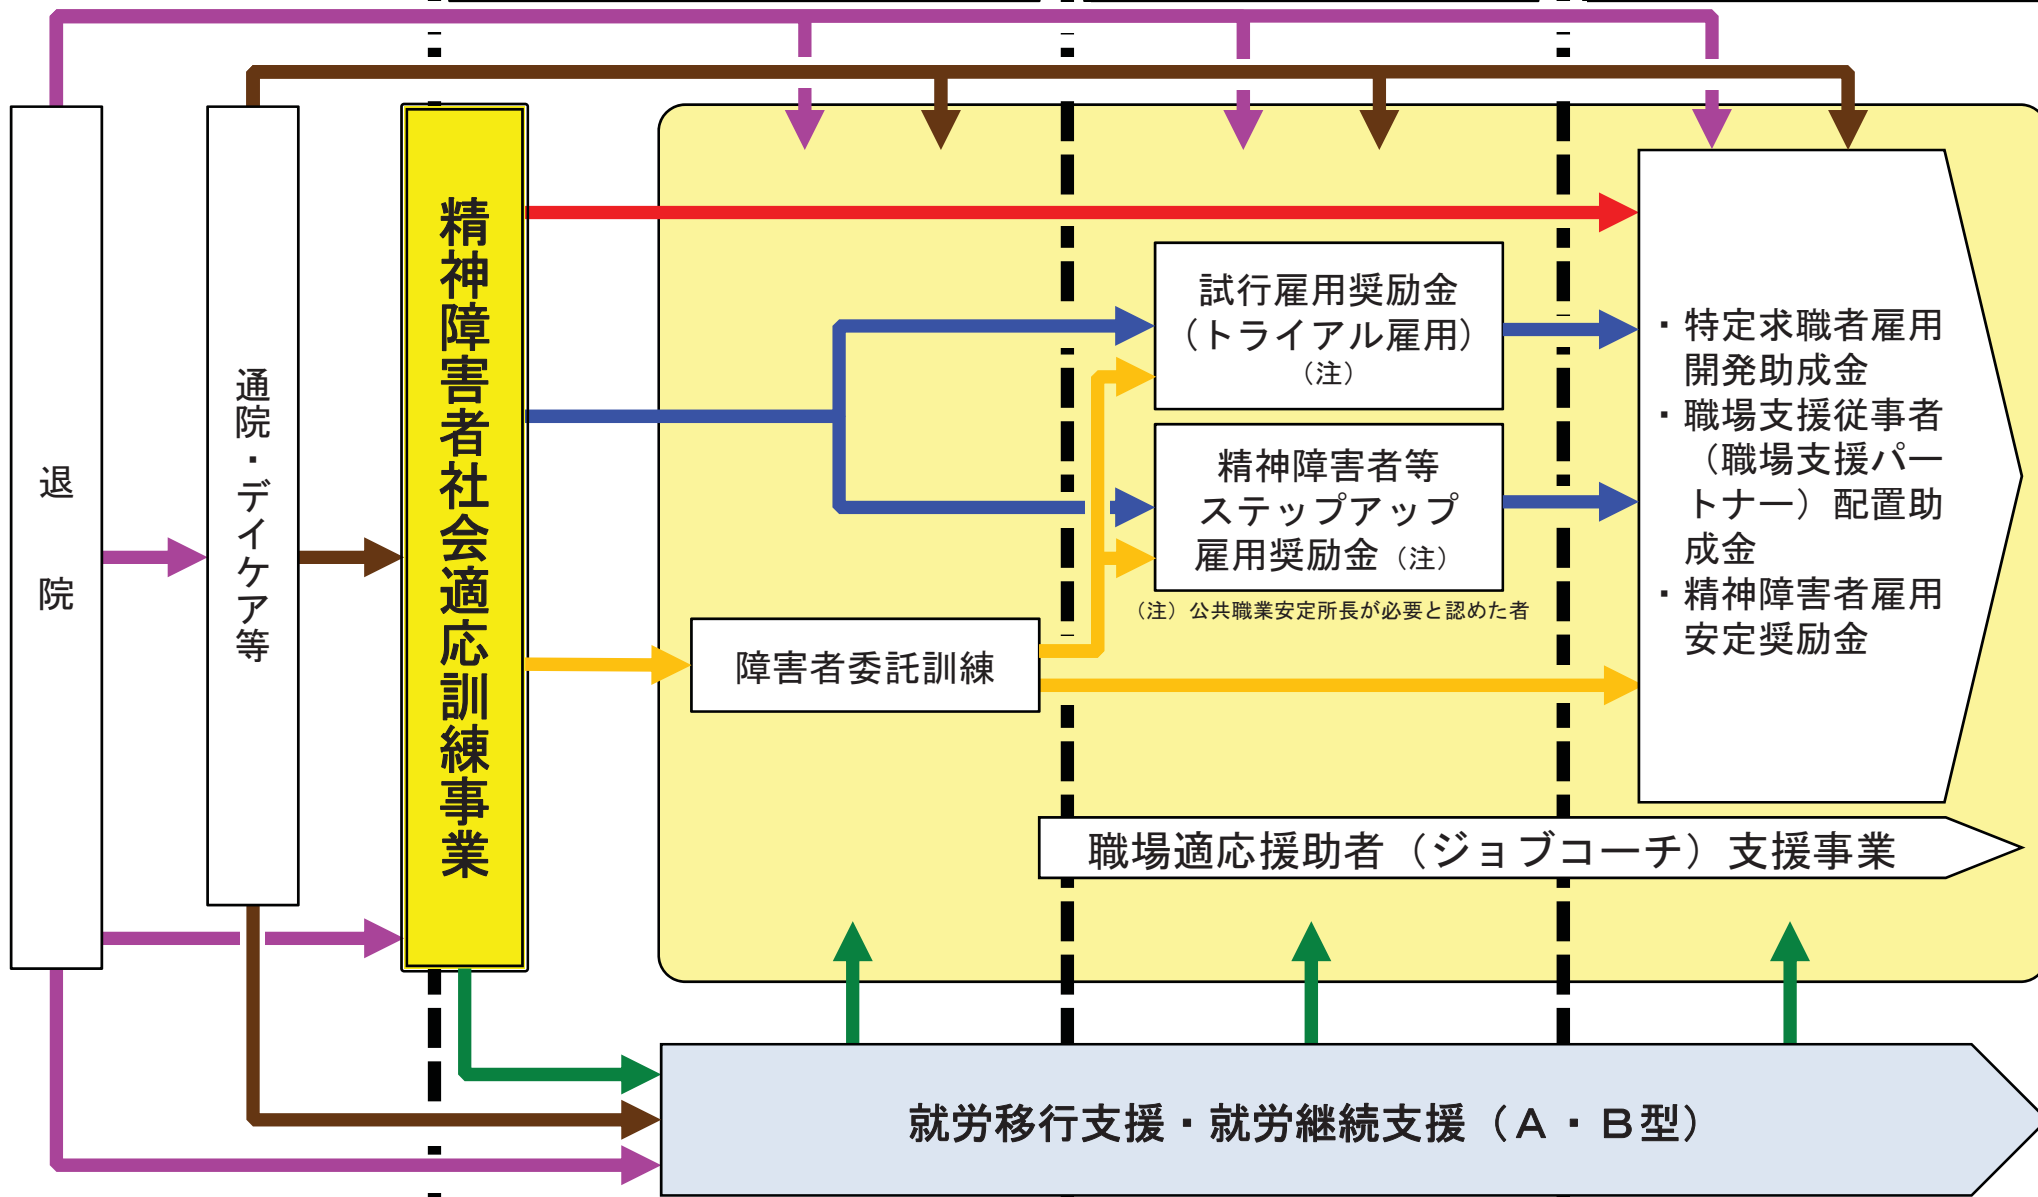 退院
通院・デイケア等
精神障害者社会適応訓練事業
試行雇用奨励金
（トライアル雇用）
（注）
精神障害者等
ステップアップ
雇用奨励金（注）
（注）公共職業安定所長が必要と認めた者
障害者委託訓練
・特定求職者雇用
開発助成金
・職場支援従事者
（職場支援パー
トナー）配置助
成金
・精神障害者雇用
安定奨励金
職場適応援助者（ジョブコーチ）支援事業
就労移行支援・就労継続支援（Ａ・Ｂ型）